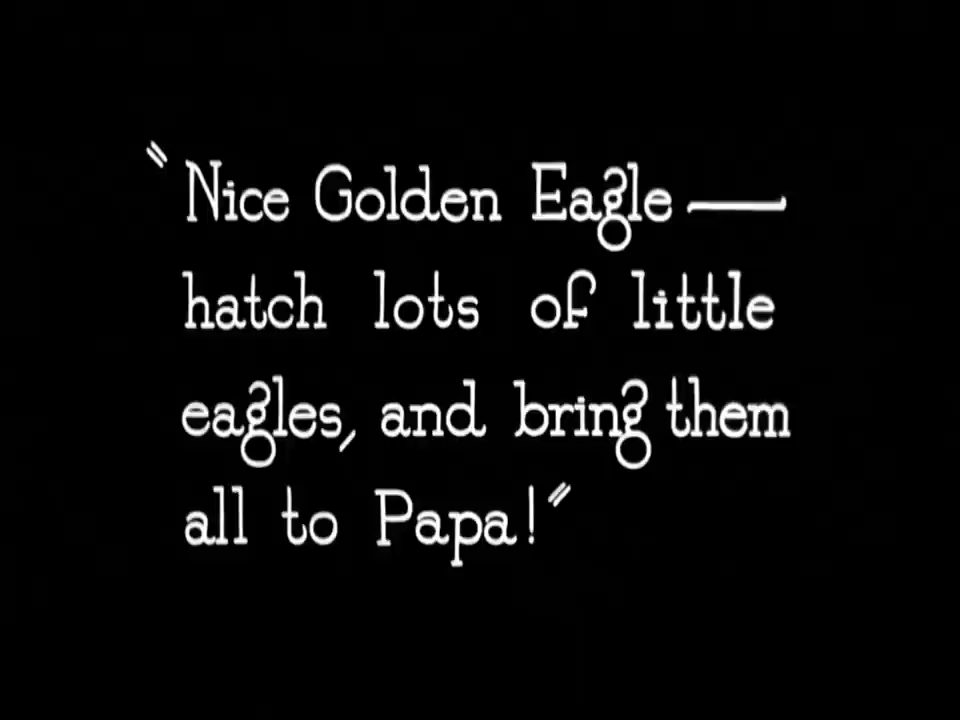 "Nice Golden Eagle—
hatch lots of little
eagles, and bring them
all to Papa!"